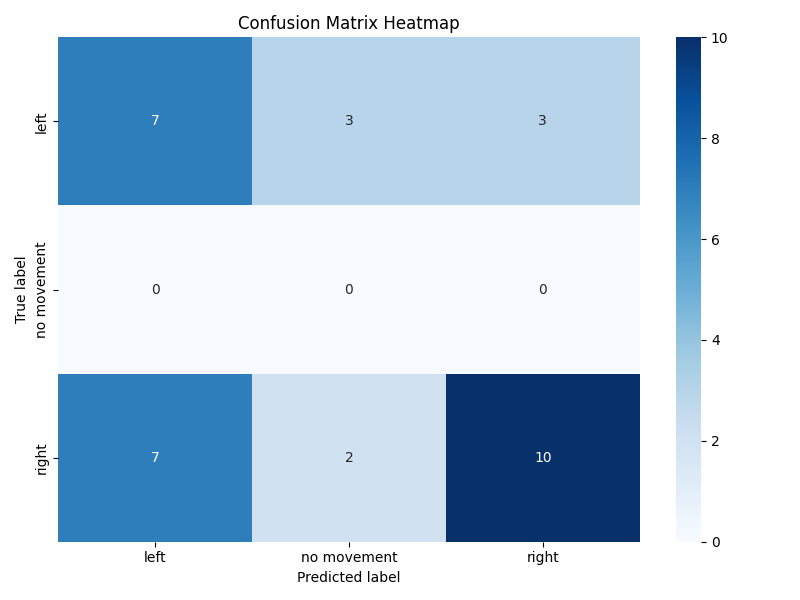 Confusion Matrix Heatmap
True label
left
7
3
3
no movement
0
0
0
right
7
2
10
left
no movement
right
Predicted label
10
8
6
4
2
0